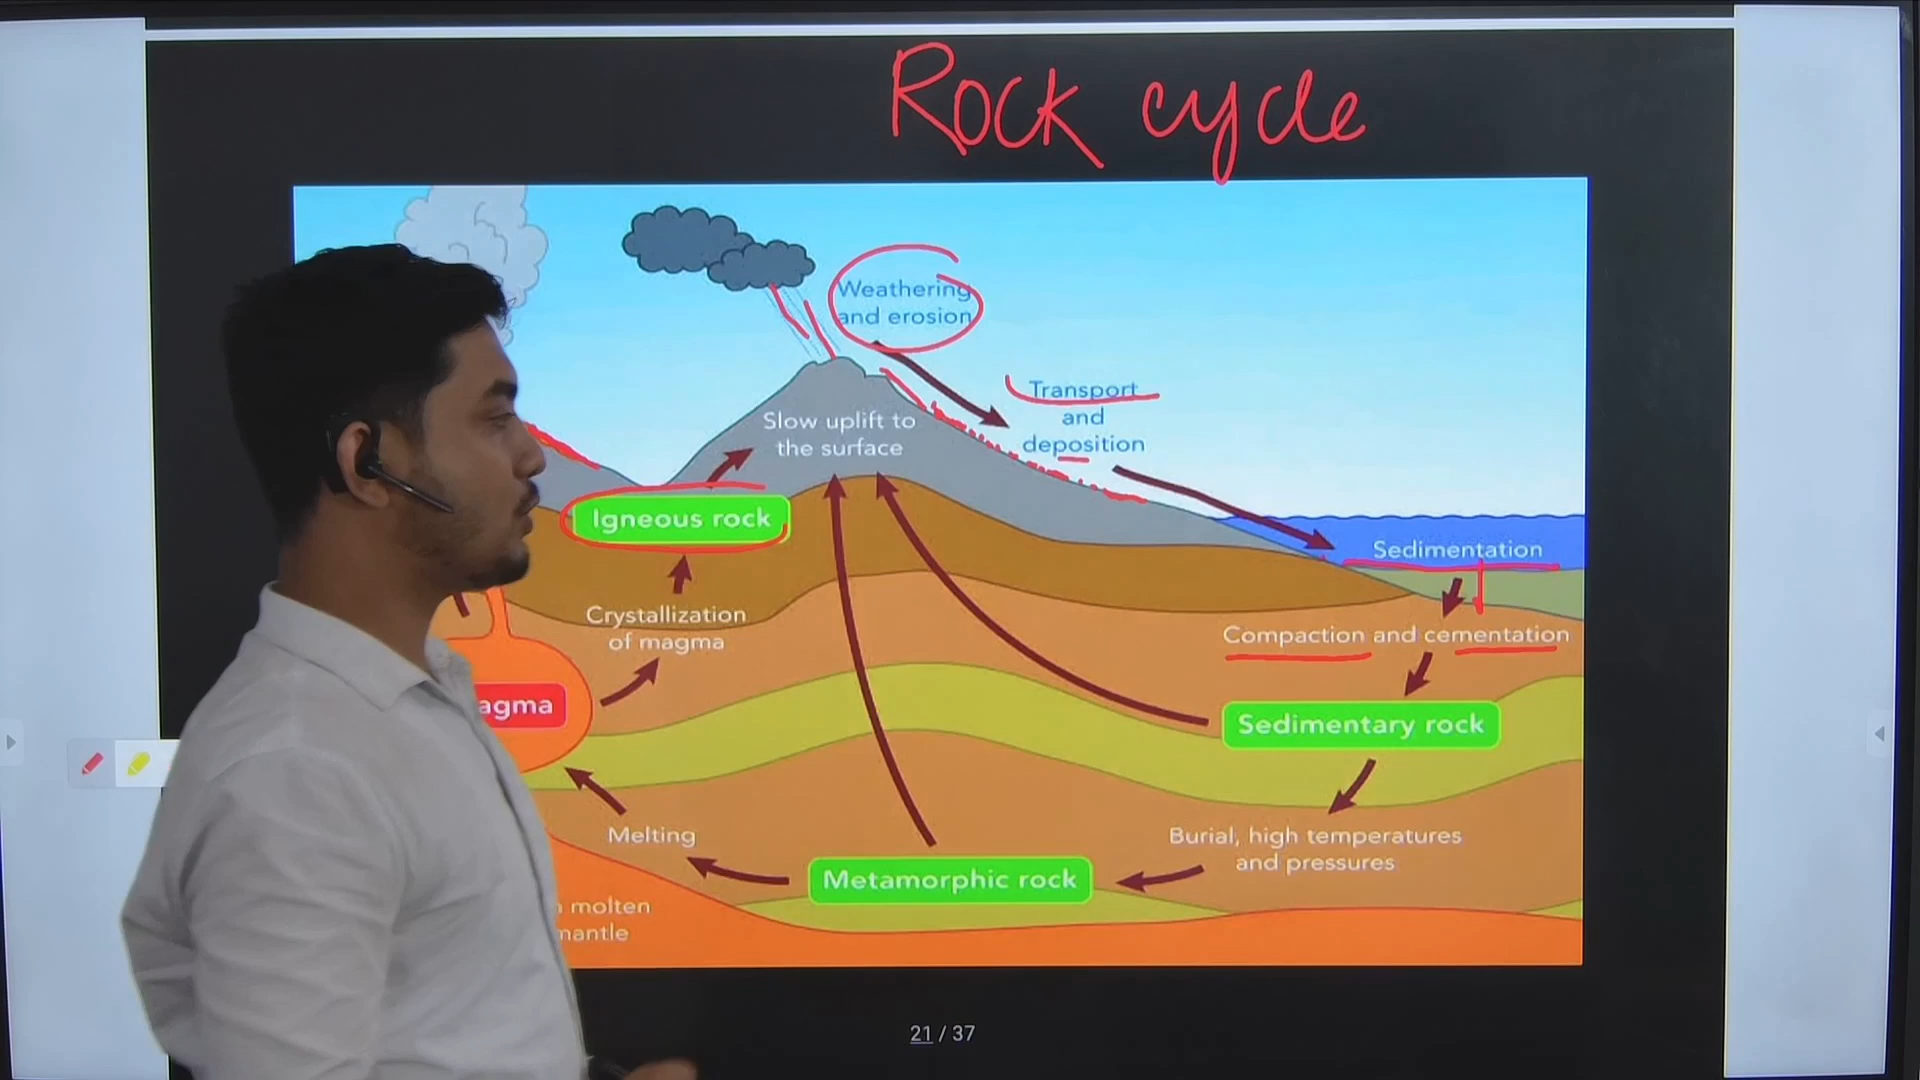 Rock cycle
Weathering
and erosion
Transport
and
deposition
Slow uplift to
the surface
Igneous rock
Sedimentation
Crystallization
of magma
Compaction and cementation
agma
Sedimentary rock
Melting
Burial, high temperatures
and pressures
Metamorphic rock
molten
mantle
21 / 37